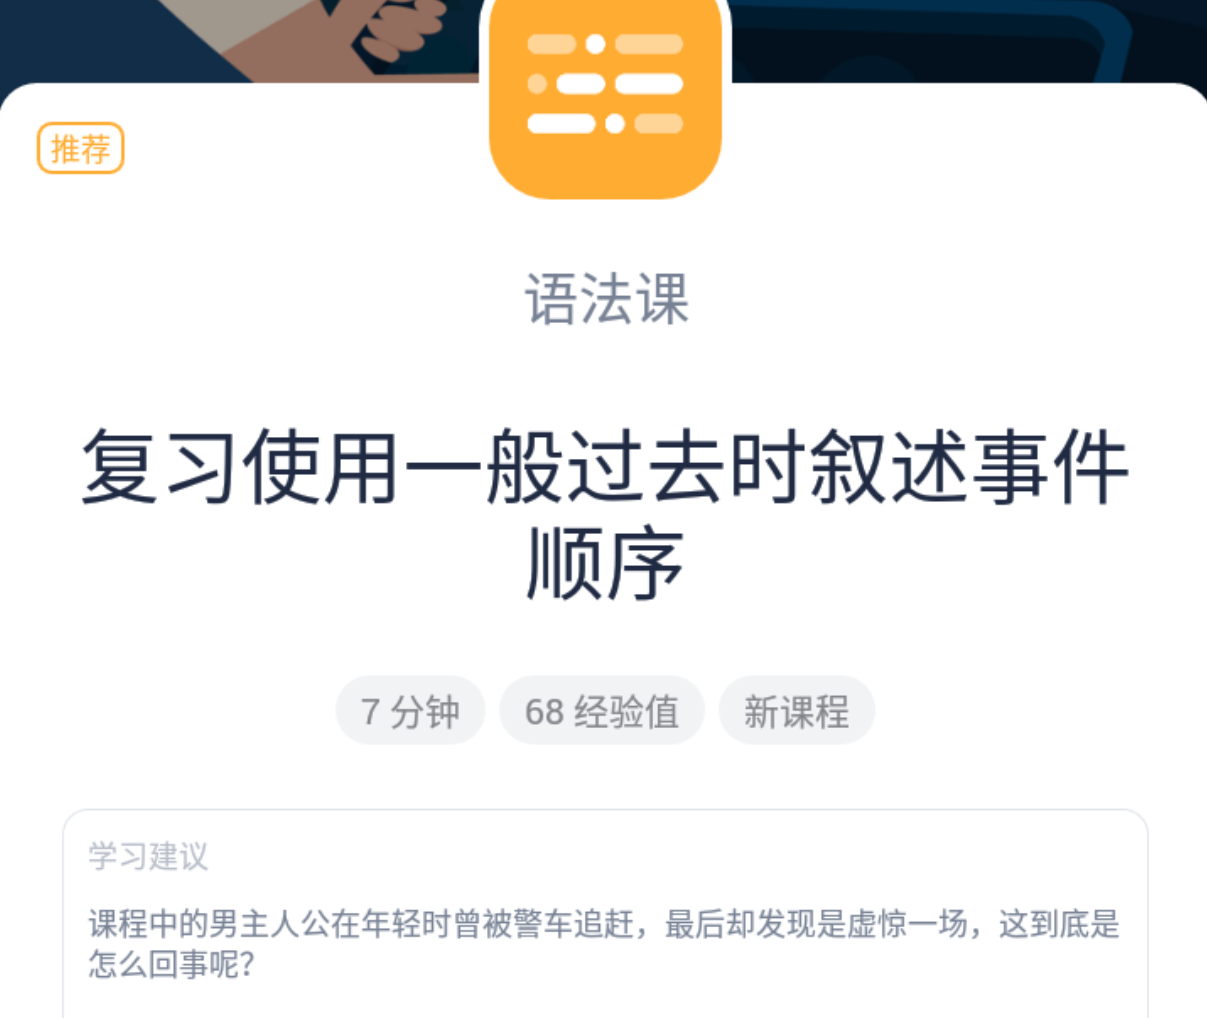 推荐
语法课
复习使用一般过去时叙述事件
顺序
7 分钟
68 经验值
新课程
学习建议
课程中的男主人公在年轻时曾被警车追赶，最后却发现是虚惊一场，这到底是
怎么回事呢？